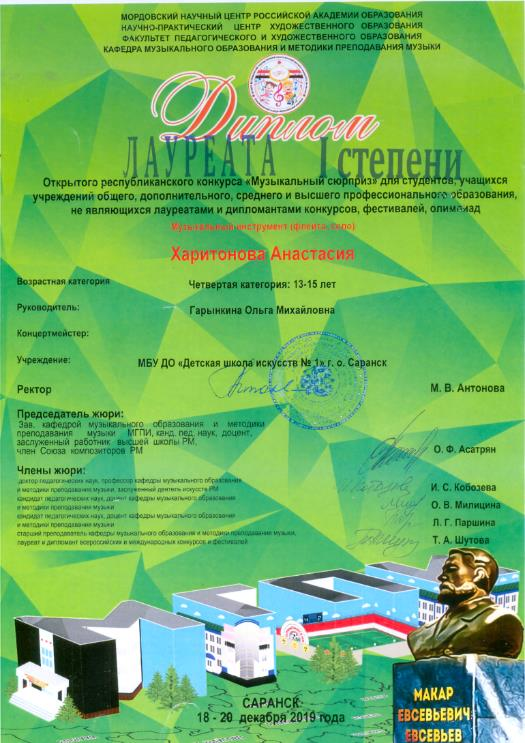 МОРДОВСКИЙ НАУЧНЫЙ ЦЕНТР РОССИЙСКОЙ АКАДЕМИИ ОБРАЗОВАНИЯ
НАУЧНО-ПРАКТИЧЕСКИЙ ЦЕНТР ХУДОЖЕСТВЕННОГО ОБРАЗОВАНИЯ
ФАКУЛЬТЕТ ПЕДАГОГИЧЕСКОГО И ХУДОЖЕСТВЕННОГО ОБРАЗОВАНИЯ
КАФЕДРА МУЗЫКАЛЬНОГО ОБРАЗОВАНИЯ И МЕТОДИКИ ПРЕПОДАВАНИЯ МУЗЫКИ
Диплом
ЛАУРЕАТА I степени
Открытого республиканского конкурса «Музыкальный сюрприз» для студентов, учащихся
учреждений общего, дополнительного, среднего и высшего профессионального образования,
не являющихся лауреатами и дипломантами конкурсов, фестивалей, олимпиад
Музыкальный инструмент (флейта, соло)
Харитонова Анастасия
Возрастная категория Четвертая категория: 13-15 лет
Руководитель: Гарынкина Ольга Михайловна
Концертмейстер:
Учреждение: МБУ ДО «Детская школа искусств № 1» г. о. Саранск
Ректор М. В. Антонова
Председатель жюри:
Зав. кафедрой музыкального образования и методики
преподавания музыки МГПИ, канд. пед. наук, доцент,
заслуженный работник высшей школы РМ,
член Союза композиторов РМ О. Ф. Асатрян
Члены жюри:
доктор педагогических наук, профессор кафедры музыкального образования
и методики преподавания музыки, заслуженный деятель искусств РМ И. С. Кобозева
кандидат педагогических наук, доцент кафедры музыкального образования
и методики преподавания музыки О. В. Милицина
кандидат педагогических наук, доцент кафедры музыкального образования
и методики преподавания музыки Л. Г. Паршина
старший преподаватель кафедры музыкального образования и методики преподавания музыки,
лауреат и дипломант всероссийских и международных конкурсов и фестивалей Т. А. Шутова
МАКАР
ЕВСЕВЬЕВИЧ
ЕВСЕВЬЕВ
САРАНСК
18 - 20 декабря 2019 года